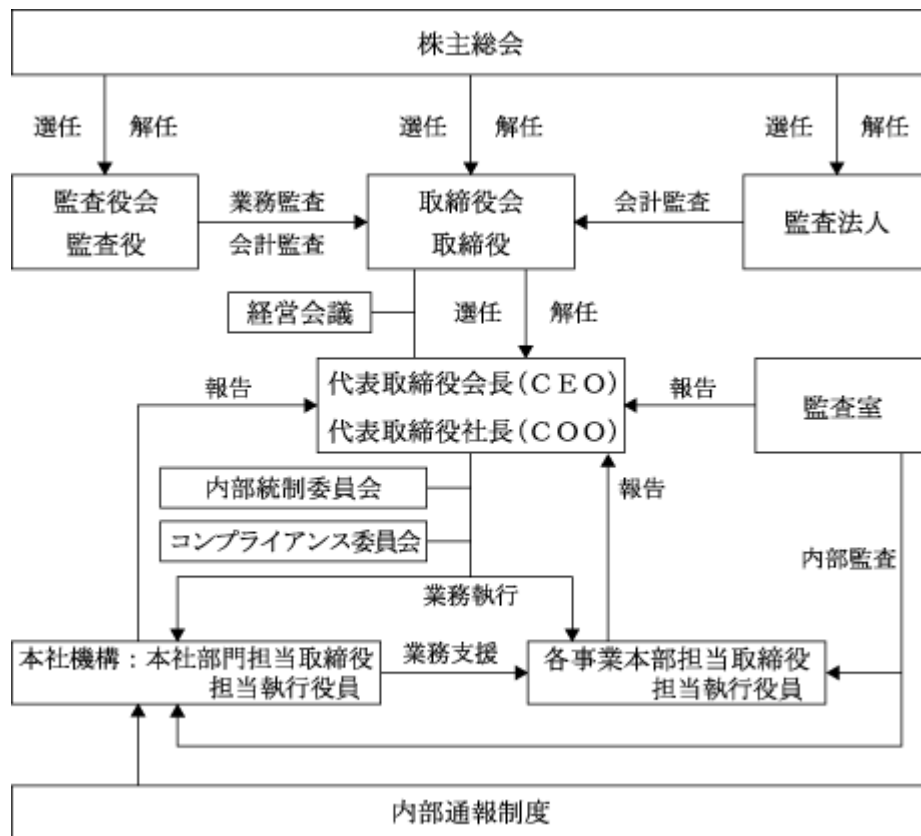 株主総会
選任
解任
選任
解任
選任
解任
監査役会
監査役
業務監査
会計監査
取締役会
取締役
会計監査
監査法人
経営会議
選任
解任
報告
代表取締役会長(CEO)
代表取締役社長(COO)
報告
監査室
内部統制委員会
報告
コンプライアンス委員会
内部監査
業務執行
本社機構：本社部門担当取締役
担当執行役員
業務支援
各事業本部担当取締役
担当執行役員
内部通報制度